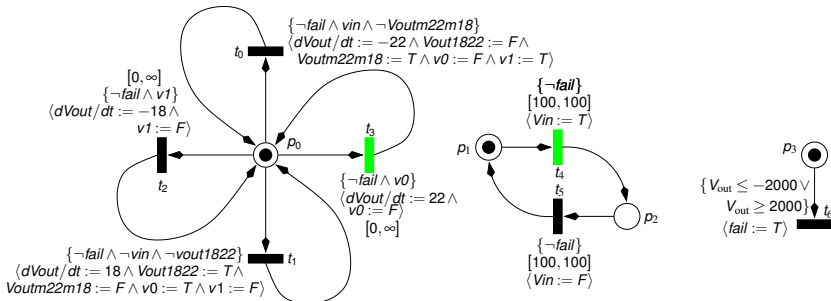 {¬fail ∧ vin ∧ ¬Voutm22m18}
t0
⟨dVout/dt := −22 ∧ Vout1822 := F∧
Voutm22m18 := T ∧ v0 := F ∧ v1 := T⟩
[0, ∞]
{¬fail ∧ v1}
⟨dVout/dt := −18∧
v1 := F⟩
t2
p0
t3
{¬fail ∧ v0}
⟨dVout/dt := 22 ∧
v0 := F⟩
[0, ∞]
{¬fail ∧ ¬vin ∧ ¬vout1822}
t1
⟨dVout/dt := 18 ∧ Vout1822 := T∧
Voutm22m18 := F ∧ v0 := T ∧ v1 := F⟩
{¬fail}
[100, 100]
⟨Vin := T⟩
p1
t4
t5
p2
{¬fail}
[100, 100]
⟨Vin := F⟩
p3
{Vout ≤ −2000 ∨
Vout ≥ 2000}
⟨fail := T⟩